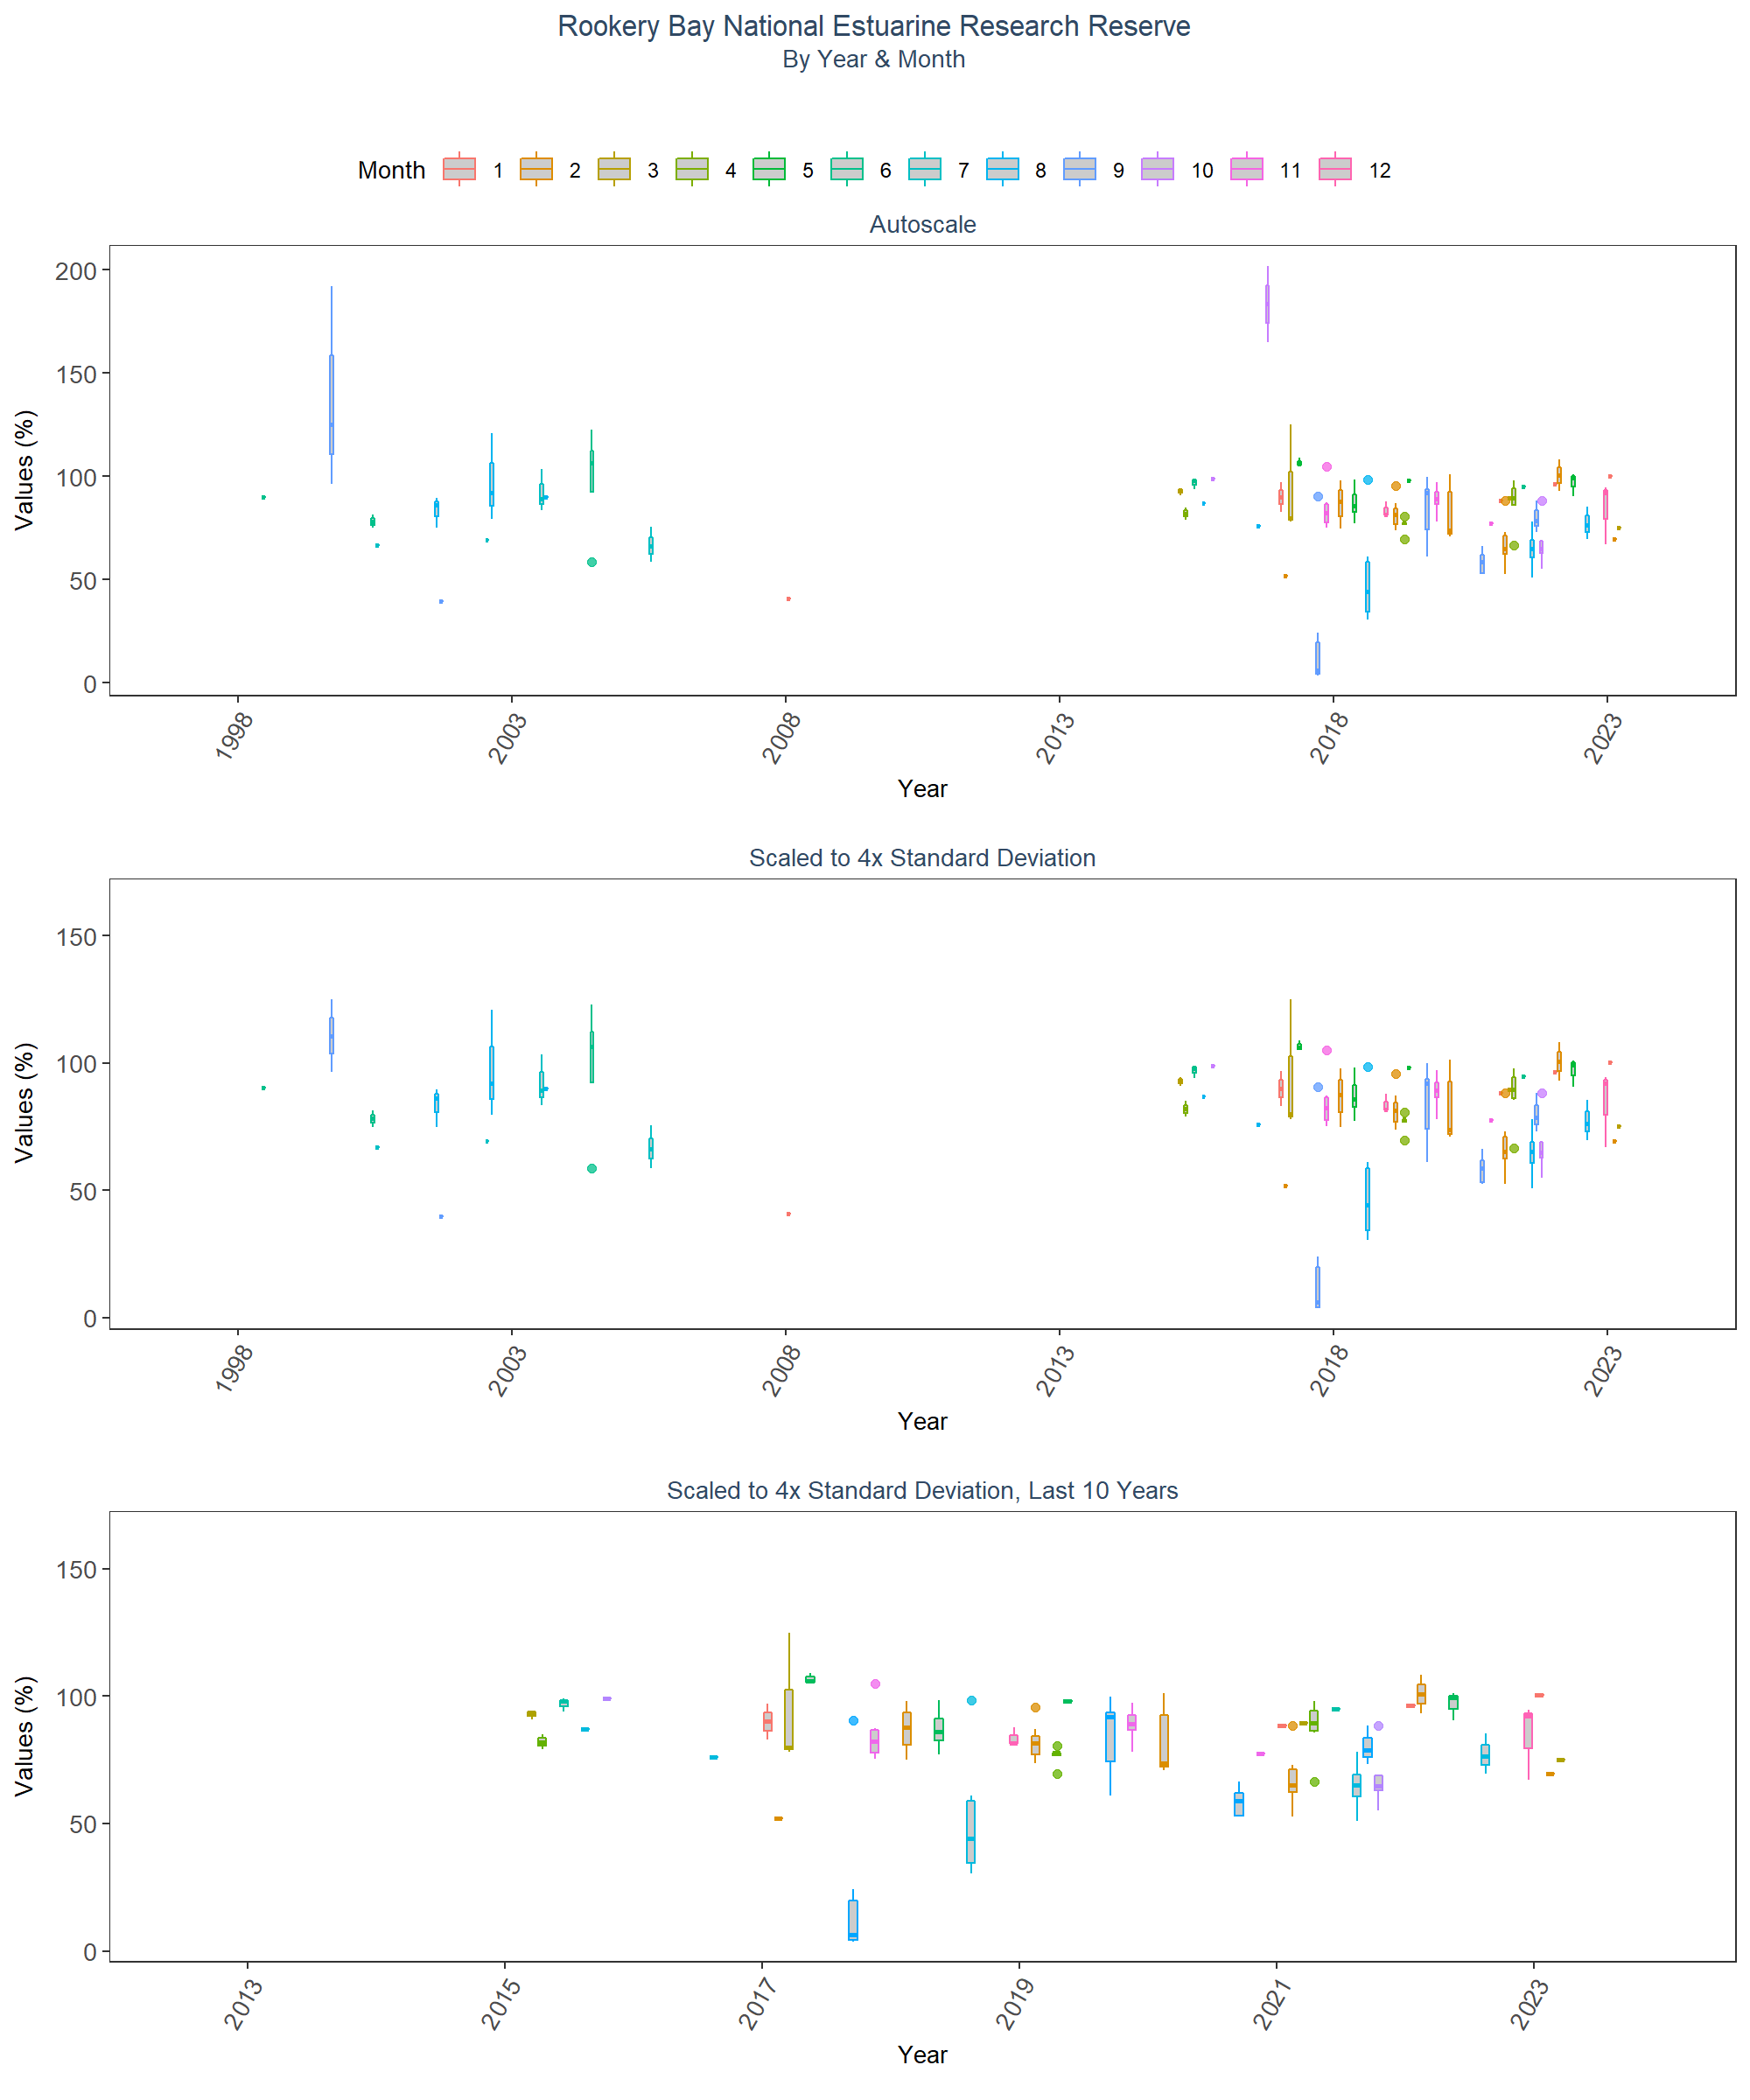 Rookery Bay National Estuarine Research Reserve
By Year & Month
Month 1 2 3 4 5 6 7 8 9 10 11 12
Autoscale
Values (%)
200
150
100
50
0
1998 2003 2008 2013 2018 2023
Year
Scaled to 4x Standard Deviation
Values (%)
150
100
50
0
1998 2003 2008 2013 2018 2023
Year
Scaled to 4x Standard Deviation, Last 10 Years
Values (%)
150
100
50
0
2013 2015 2017 2019 2021 2023
Year